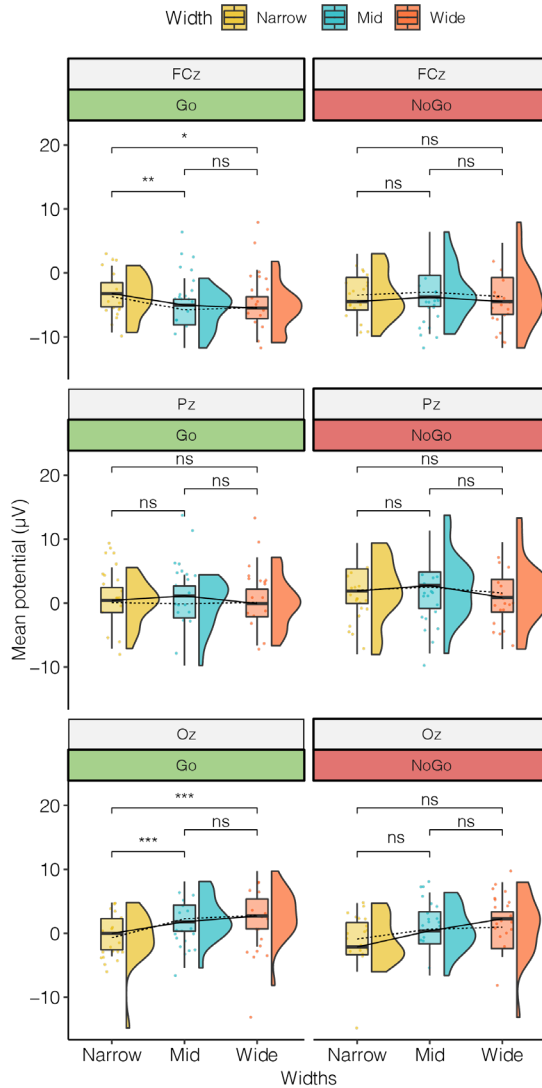 Width Narrow Mid Wide
FCz FCz
Go NoGo
20
10
0
−10
* ns
ns ns
** ns
Pz Pz
Go NoGo
20
10
0
−10
ns ns
ns ns
ns ns
Mean potential (µV)
Oz Oz
Go NoGo
20
10
0
−10
*** ns
ns ns
*** ns
Narrow Mid Wide Narrow Mid Wide
Widths